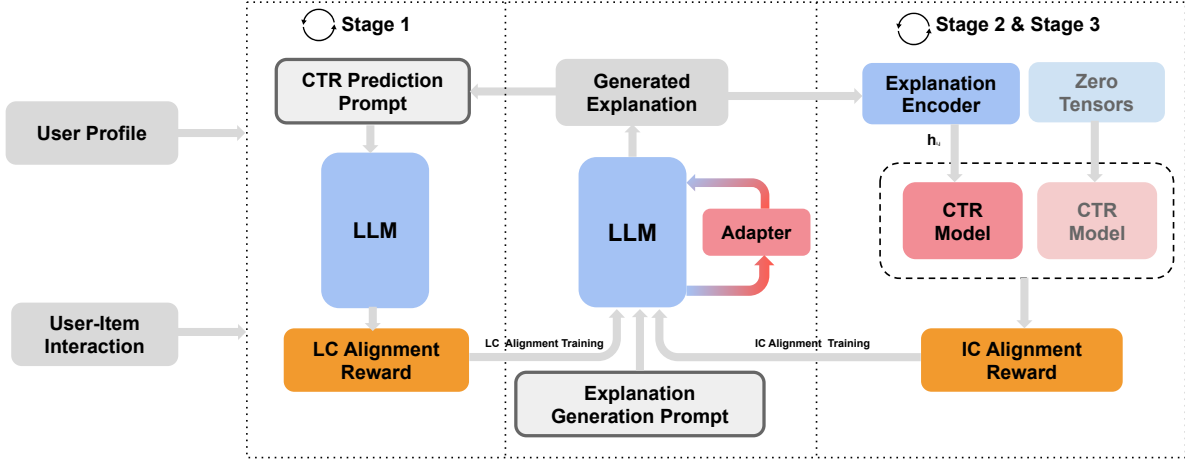 Stage 1
Stage 2 & Stage 3
CTR Prediction
Prompt
Generated
Explanation
Explanation
Encoder
Zero
Tensors
User Profile
h
LLM
LLM
Adapter
CTR
Model
CTR
Model
User-Item
Interaction
LC Alignment
Reward
LC Alignment Training
IC Alignment Training
IC Alignment
Reward
Explanation
Generation Prompt